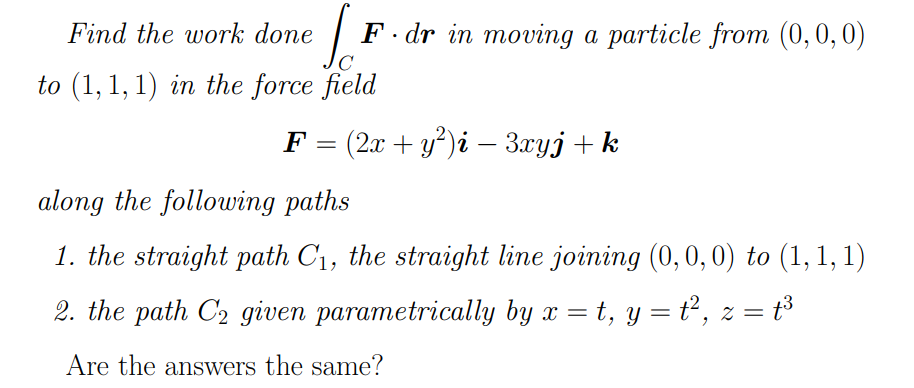 Find the work done ∫_C F · dr in moving a particle from (0, 0, 0)
to (1, 1, 1) in the force field
F = (2x + y²)i − 3xyj + k
along the following paths
1. the straight path C₁, the straight line joining (0, 0, 0) to (1, 1, 1)
2. the path C₂ given parametrically by x = t, y = t², z = t³
Are the answers the same?